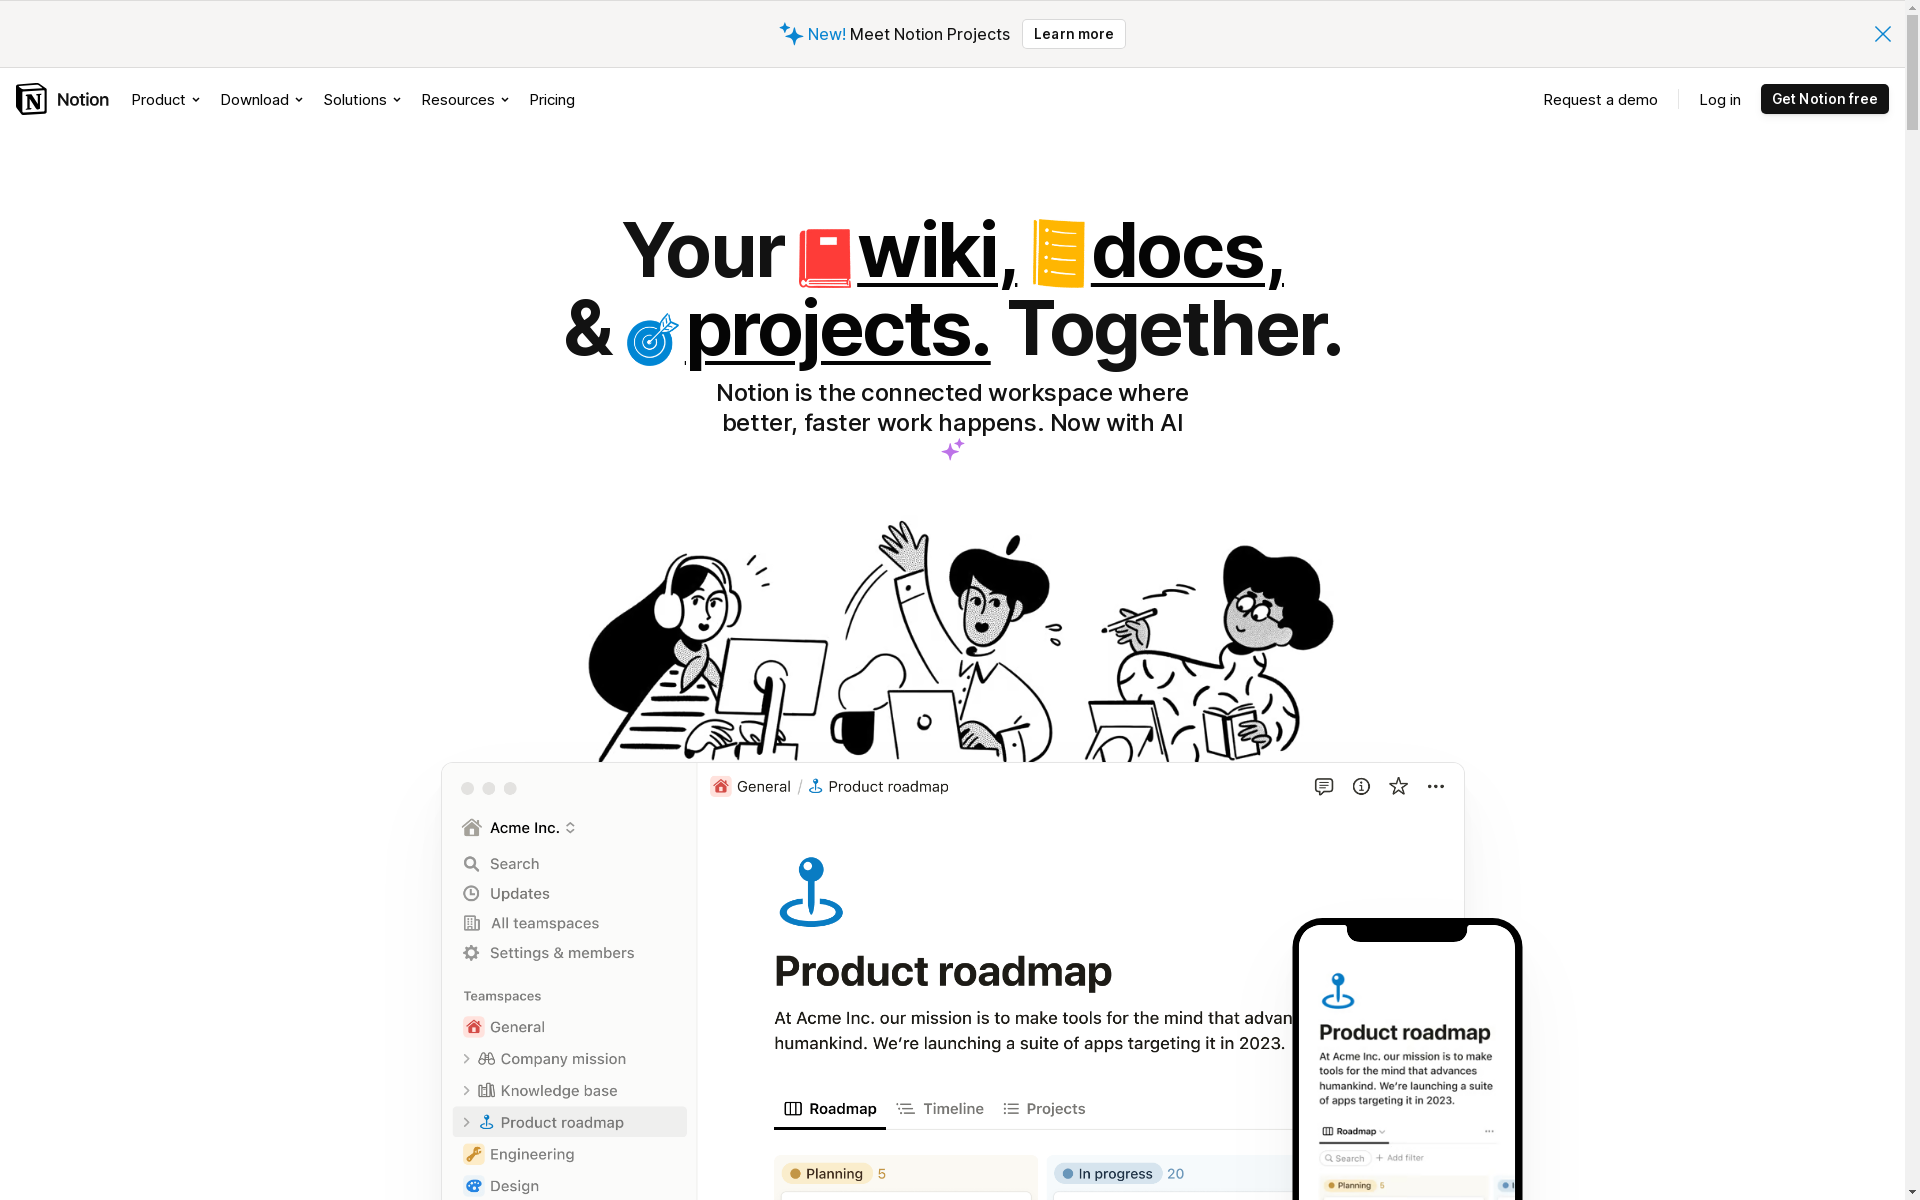 New! Meet Notion Projects Learn more
Notion Product Download Solutions Resources Pricing Request a demo Log in Get Notion free
Your wiki, docs,
& projects. Together.
Notion is the connected workspace where
better, faster work happens. Now with AI
General / Product roadmap
Acme Inc.
Search
Updates
All teamspaces
Settings & members
Teamspaces
General
Company mission
Knowledge base
Product roadmap
Engineering
Design
Product roadmap
At Acme Inc. our mission is to make tools for the mind that advan
humankind. We’re launching a suite of apps targeting it in 2023.
Roadmap Timeline Projects
Planning 5 In progress 20
Product roadmap
At Acme Inc. our mission is to make
tools for the mind that advances
humankind. We’re launching a suite
of apps targeting it in 2023.
Roadmap
Search + Add filter
Planning 5